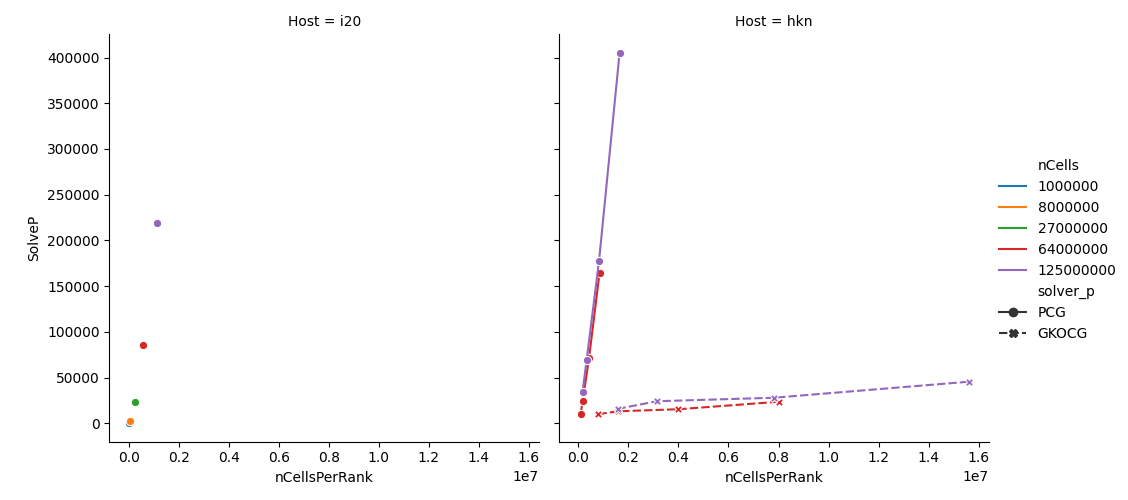 Host = i20
Host = hkn
SolveP
400000
350000
300000
250000
200000
150000
100000
50000
0
0.0 0.2 0.4 0.6 0.8 1.0 1.2 1.4 1.6
1e7
nCellsPerRank
0.0 0.2 0.4 0.6 0.8 1.0 1.2 1.4 1.6
1e7
nCellsPerRank
nCells
1000000
8000000
27000000
64000000
125000000
solver_p
PCG
GKOCG